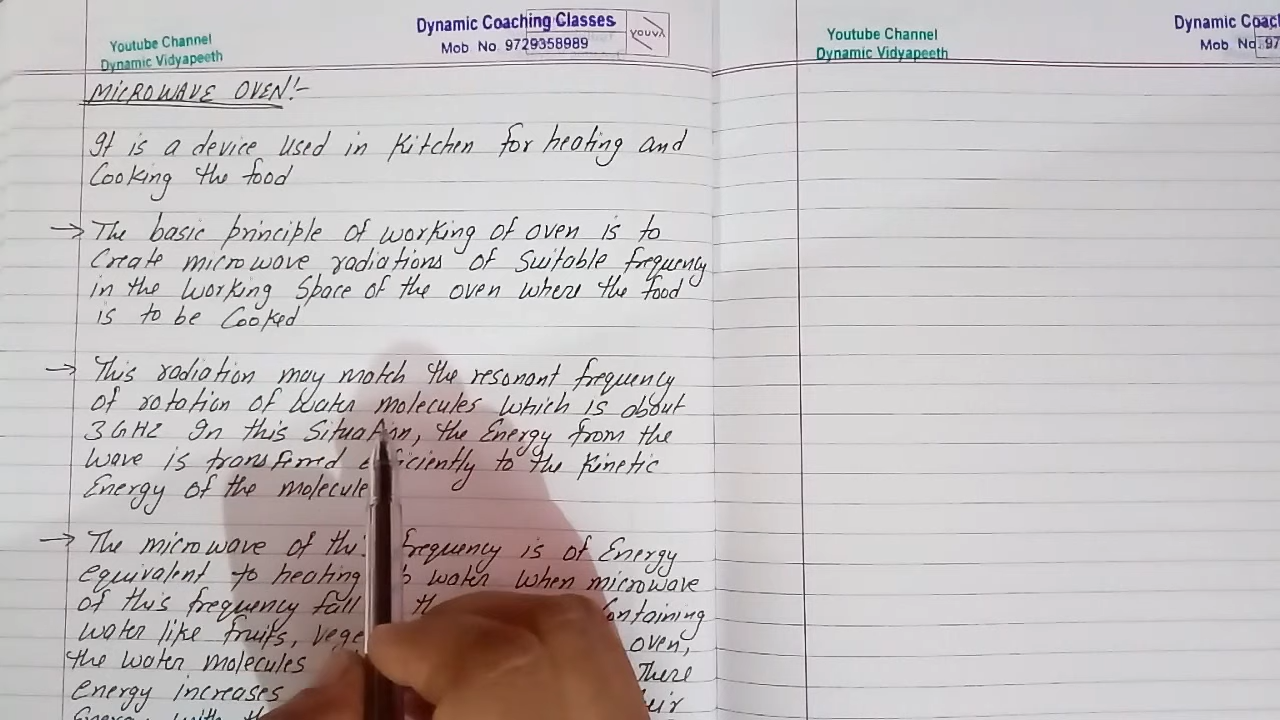 Youtube Channel
Dynamic Vidyapeeth
Dynamic Coaching Classes
Mob. No. 9729358989
MICROWAVE OVEN:-
It is a device used in Kitchen for heating and
Cooking the food
→ The basic principle of working of oven is to
Create microwave radiations of Suitable frequency
in the working Space of the oven where the food
is to be Cooked
→ This radiation may match the resonant frequency
of rotation of water molecules which is about
3 GHZ In this Situation, the Energy from the
Wave is transferred efficiently to the Kinetic
Energy of the molecule
→ The microwave of this frequency is of Energy
equivalent to heating water when microwave
of this frequency fall containing
water like fruits, oven,
the water molecules There
energy increases
Youtube Channel
Dynamic Vidyapeeth
Dynamic
Mob. No. 97